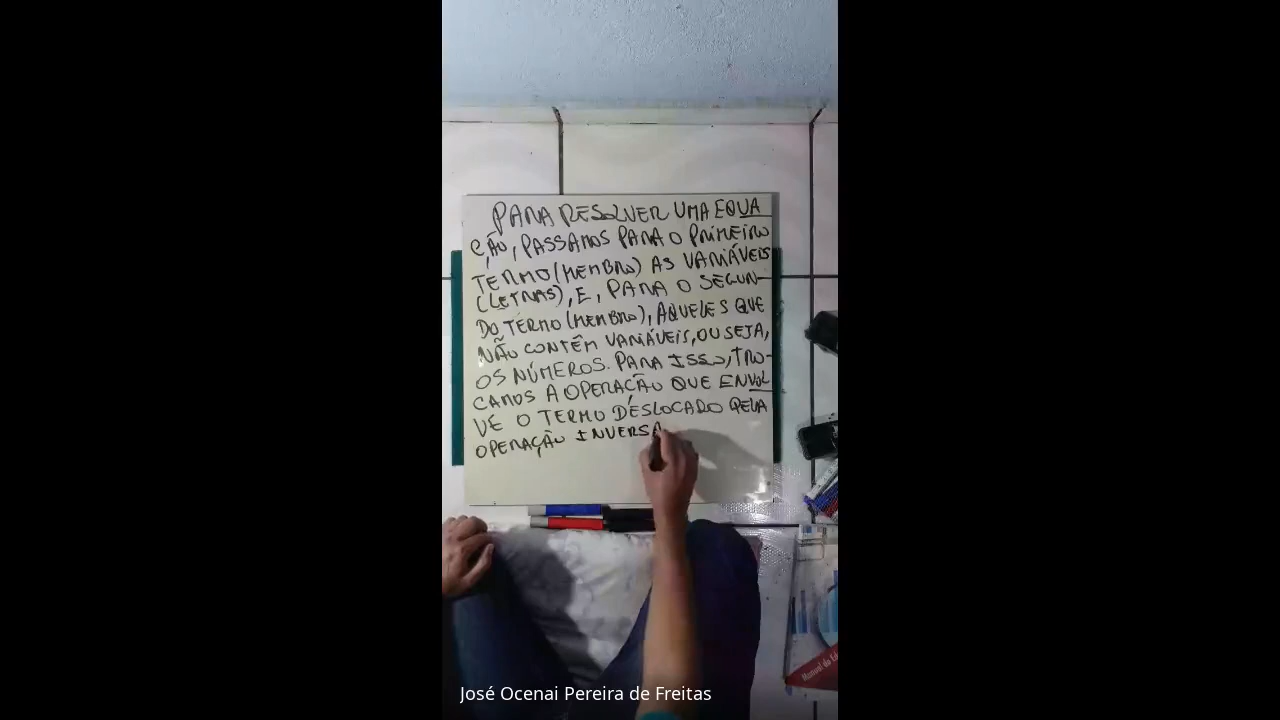 PARA RESOLVER UMA EQUA
ÇÃO, PASSAMOS PARA O PRIMEIRO
TERMO (MEMBRO) AS VARIÁVEIS
(LETRAS), E, PARA O SEGUN-
DO TERMO (MEMBRO), AQUELES QUE
NÃO CONTÊM VARIÁVEIS, OU SEJA,
OS NÚMEROS. PARA ISSO, TRO-
CAMOS A OPERAÇÃO QUE ENVOL
VE O TERMO DESLOCADO PELA
OPERAÇÃO INVERSA
José Ocenai Pereira de Freitas